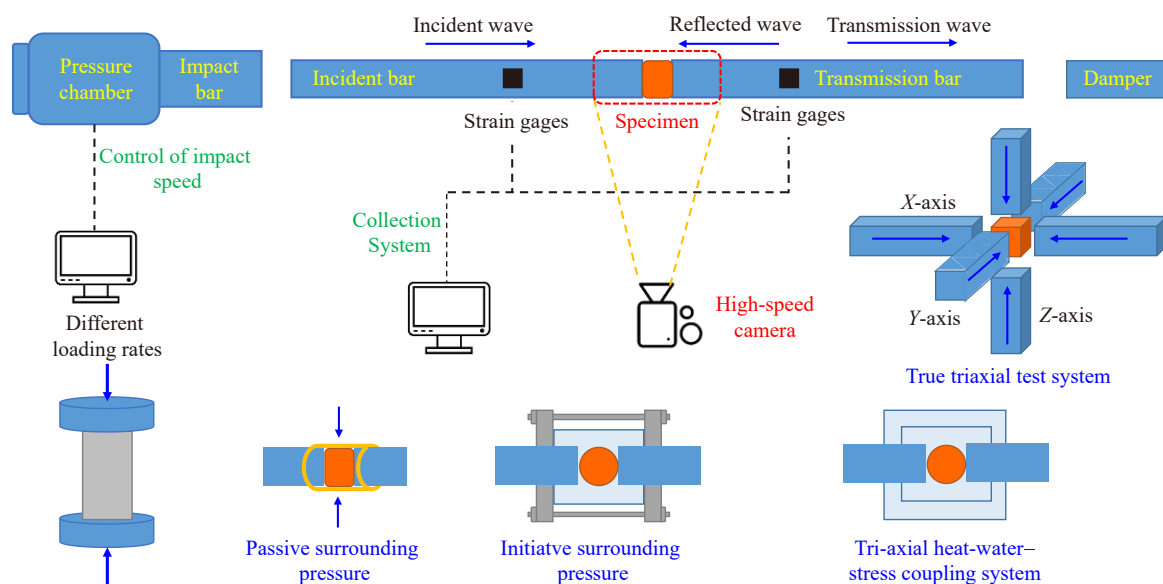 Incident wave
Reflected wave
Transmission wave
Pressure
chamber
Impact
bar
Incident bar
Transmission bar
Damper
Strain gages
Specimen
Strain gages
Control of impact
speed
Collection
System
X-axis
Y-axis
Z-axis
High-speed
camera
Different
loading rates
True triaxial test system
Passive surrounding
pressure
Initiatve surrounding
pressure
Tri-axial heat-water–
stress coupling system